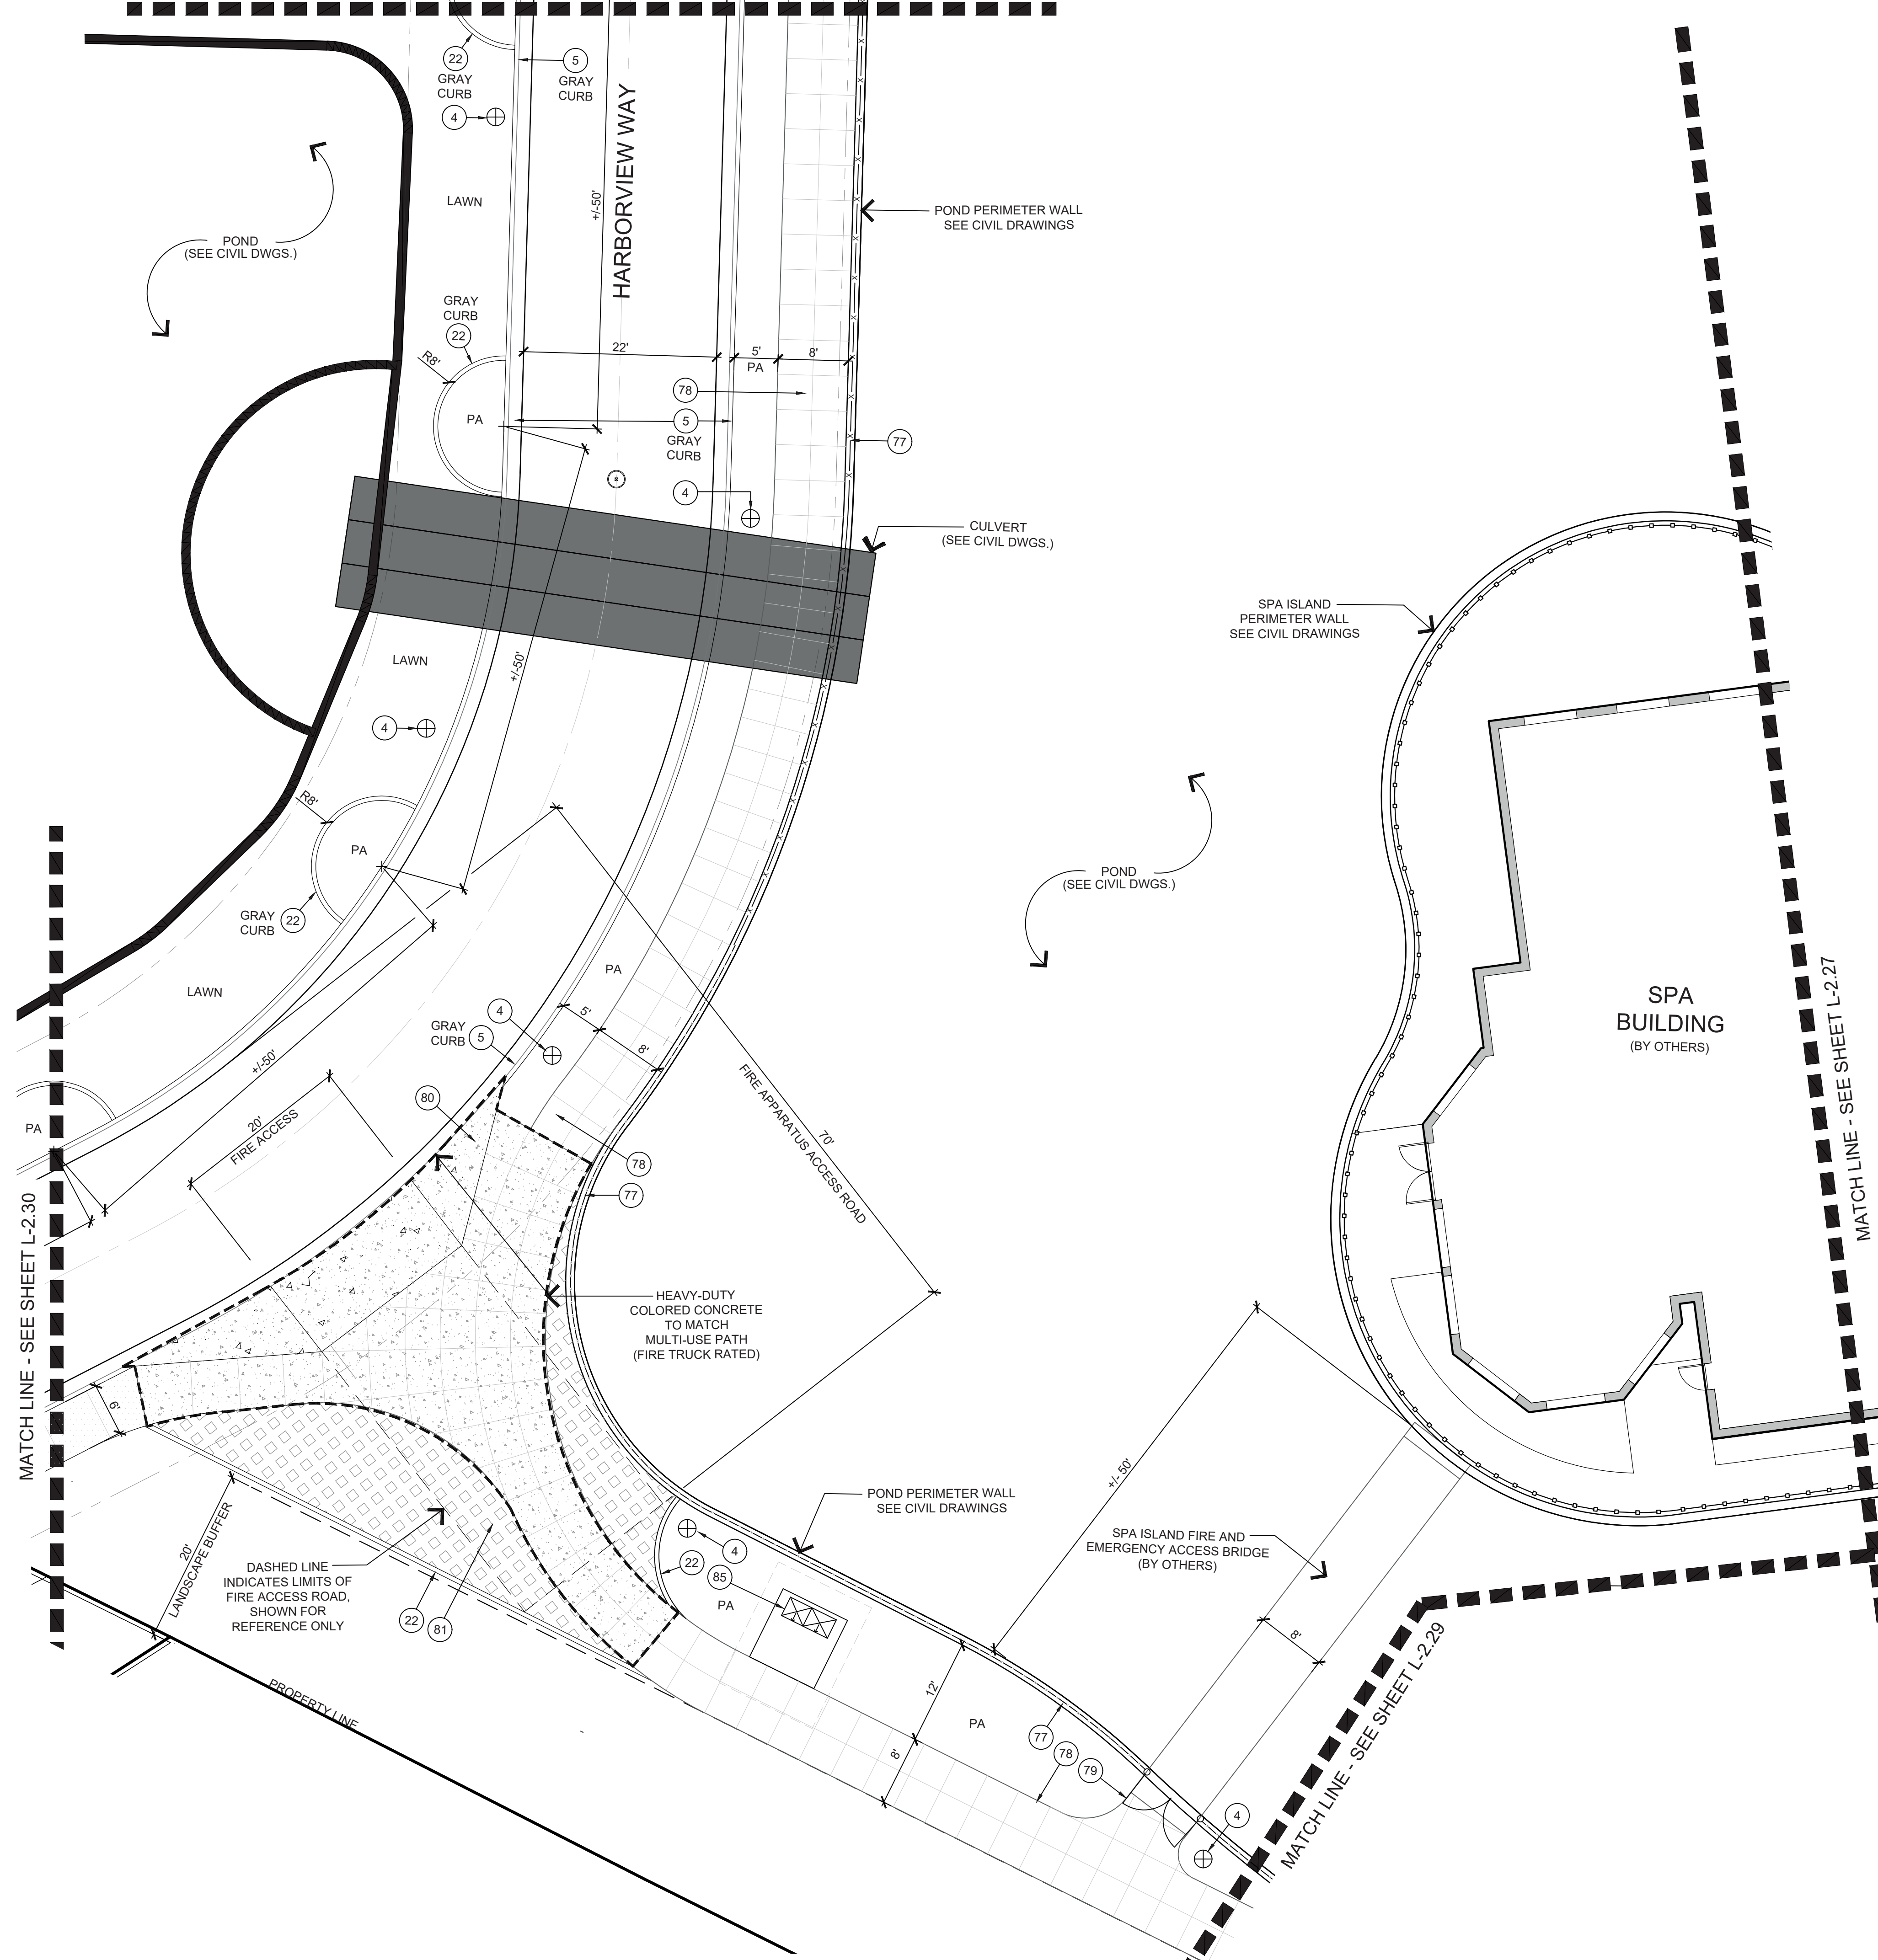 22
GRAY
CURB
5
GRAY
CURB
4
HARBORVIEW WAY
+/-50'
LAWN
POND PERIMETER WALL
SEE CIVIL DRAWINGS
POND
(SEE CIVIL DWGS.)
GRAY
CURB
22
R8'
22'
5'
PA
8'
78
PA
5
GRAY
CURB
77
4
CULVERT
(SEE CIVIL DWGS.)
SPA ISLAND
PERIMETER WALL
SEE CIVIL DRAWINGS
LAWN
+/-50'
4
R8'
PA
GRAY
CURB
22
POND
(SEE CIVIL DWGS.)
LAWN
PA
4
5'
GRAY
CURB
5
8'
SPA
BUILDING
(BY OTHERS)
MATCH LINE - SEE SHEET L-2.27
+/-50'
80
20'
FIRE ACCESS
PA
70'
FIRE APPARATUS ACCESS ROAD
78
77
MATCH LINE - SEE SHEET L-2.30
HEAVY-DUTY
COLORED CONCRETE
TO MATCH
MULTI-USE PATH
(FIRE TRUCK RATED)
6'
+/- 50'
POND PERIMETER WALL
SEE CIVIL DRAWINGS
20'
LANDSCAPE BUFFER
DASHED LINE
INDICATES LIMITS OF
FIRE ACCESS ROAD,
SHOWN FOR
REFERENCE ONLY
22
81
4
22
85
PA
SPA ISLAND FIRE AND
EMERGENCY ACCESS BRIDGE
(BY OTHERS)
8'
PROPERTY LINE
12'
PA
8'
77
78
79
4
MATCH LINE - SEE SHEET L-2.29